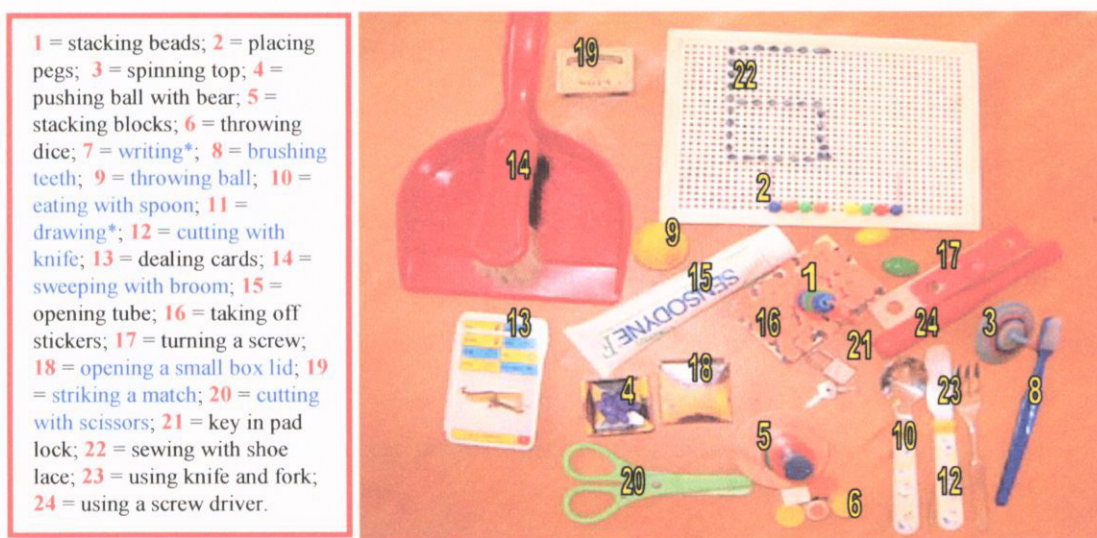 1 = stacking beads; 2 = placing
pegs; 3 = spinning top; 4 =
pushing ball with bear; 5 =
stacking blocks; 6 = throwing
dice; 7 = writing*; 8 = brushing
teeth; 9 = throwing ball; 10 =
eating with spoon; 11 =
drawing*; 12 = cutting with
knife; 13 = dealing cards; 14 =
sweeping with broom; 15 =
opening tube; 16 = taking off
stickers; 17 = turning a screw;
18 = opening a small box lid; 19
= striking a match; 20 = cutting
with scissors; 21 = key in pad
lock; 22 = sewing with shoe
lace; 23 = using knife and fork;
24 = using a screw driver.
19
22
14
2
9
17
15
SENSODYNE F
1
16
13
24
3
21
18
4
23
8
5
10
20
12
6